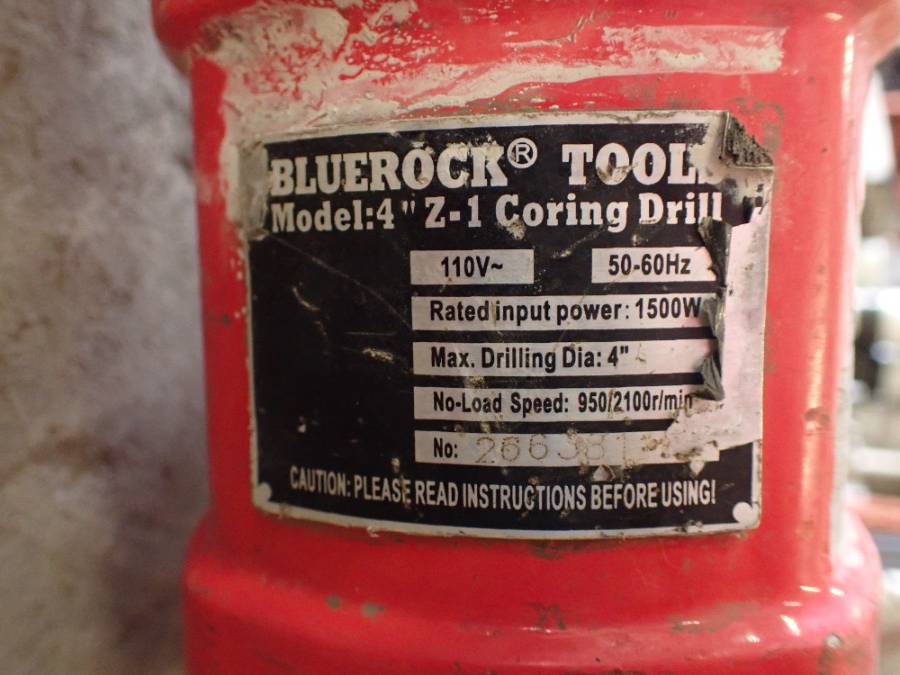 BLUEROCK® TOOL
Model:4" Z-1 Coring Drill
110V~ 50-60Hz
Rated input power: 1500W
Max. Drilling Dia: 4"
No-Load Speed: 950/2100r/min
No:
CAUTION: PLEASE READ INSTRUCTIONS BEFORE USING!